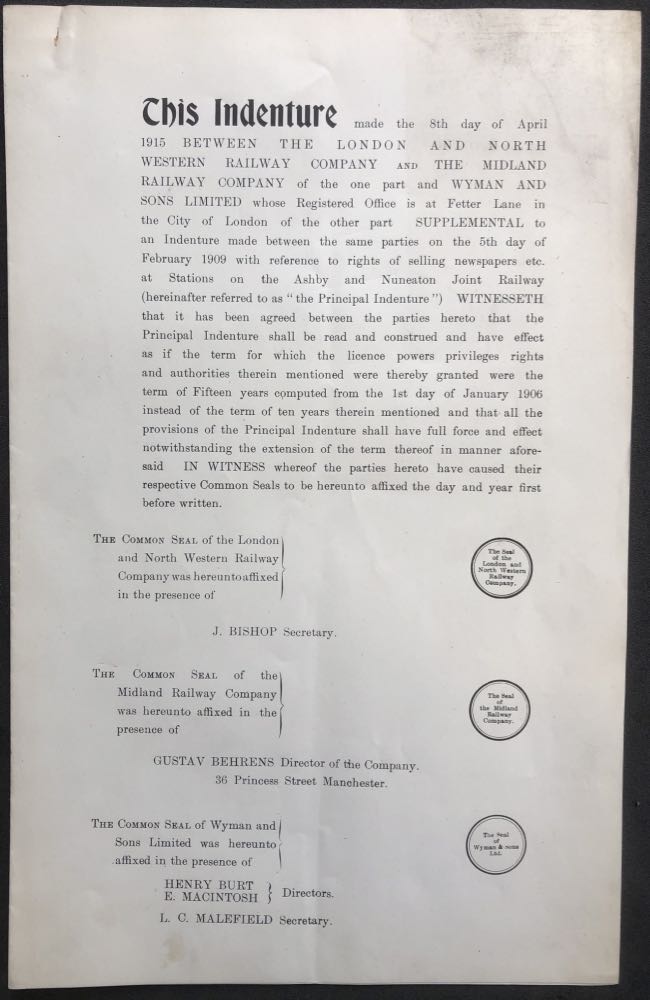 This Indenture made the 8th day of April
1915 BETWEEN THE LONDON AND NORTH
WESTERN RAILWAY COMPANY AND THE MIDLAND
RAILWAY COMPANY of the one part and WYMAN AND
SONS LIMITED whose Registered Office is at Fetter Lane in
the City of London of the other part SUPPLEMENTAL to
an Indenture made between the same parties on the 5th day of
February 1909 with reference to rights of selling newspapers etc.
at Stations on the Ashby and Nuneaton Joint Railway
(hereinafter referred to as "the Principal Indenture") WITNESSETH
that it has been agreed between the parties hereto that the
Principal Indenture shall be read and construed and have effect
as if the term for which the licence powers privileges rights
and authorities therein mentioned were thereby granted were the
term of Fifteen years computed from the 1st day of January 1906
instead of the term of ten years therein mentioned and that all the
provisions of the Principal Indenture shall have full force and effect
notwithstanding the extension of the term thereof in manner afore-
said IN WITNESS whereof the parties hereto have caused their
respective Common Seals to be hereunto affixed the day and year first
before written.
THE COMMON SEAL of the London
and North Western Railway
Company was hereunto affixed
in the presence of
The Seal
of the
London and
North Western
Railway
Company.
J. BISHOP Secretary.
THE COMMON SEAL of the
Midland Railway Company
was hereunto affixed in the
presence of
The Seal
of
the Midland
Railway
Company.
GUSTAV BEHRENS Director of the Company.
36 Princess Street Manchester.
THE COMMON SEAL of Wyman and
Sons Limited was hereunto
affixed in the presence of
The Seal
of
Wyman & sons
Ltd.
HENRY BURT
E. MACINTOSH } Directors.
L. C. MALEFIELD Secretary.